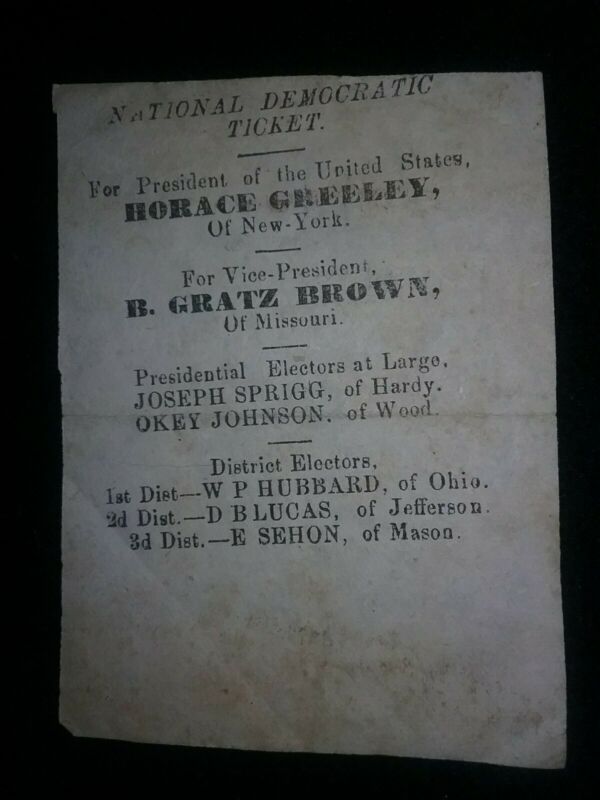 NATIONAL DEMOCRATIC
TICKET.
For President of the United States,
HORACE GREELEY,
Of New-York.
For Vice-President,
B. GRATZ BROWN,
Of Missouri.
Presidential Electors at Large,
JOSEPH SPRIGG, of Hardy.
OKEY JOHNSON, of Wood.
District Electors,
1st Dist—W P HUBBARD, of Ohio.
2d Dist.—D B LUCAS, of Jefferson.
3d Dist.—E SEHON, of Mason.